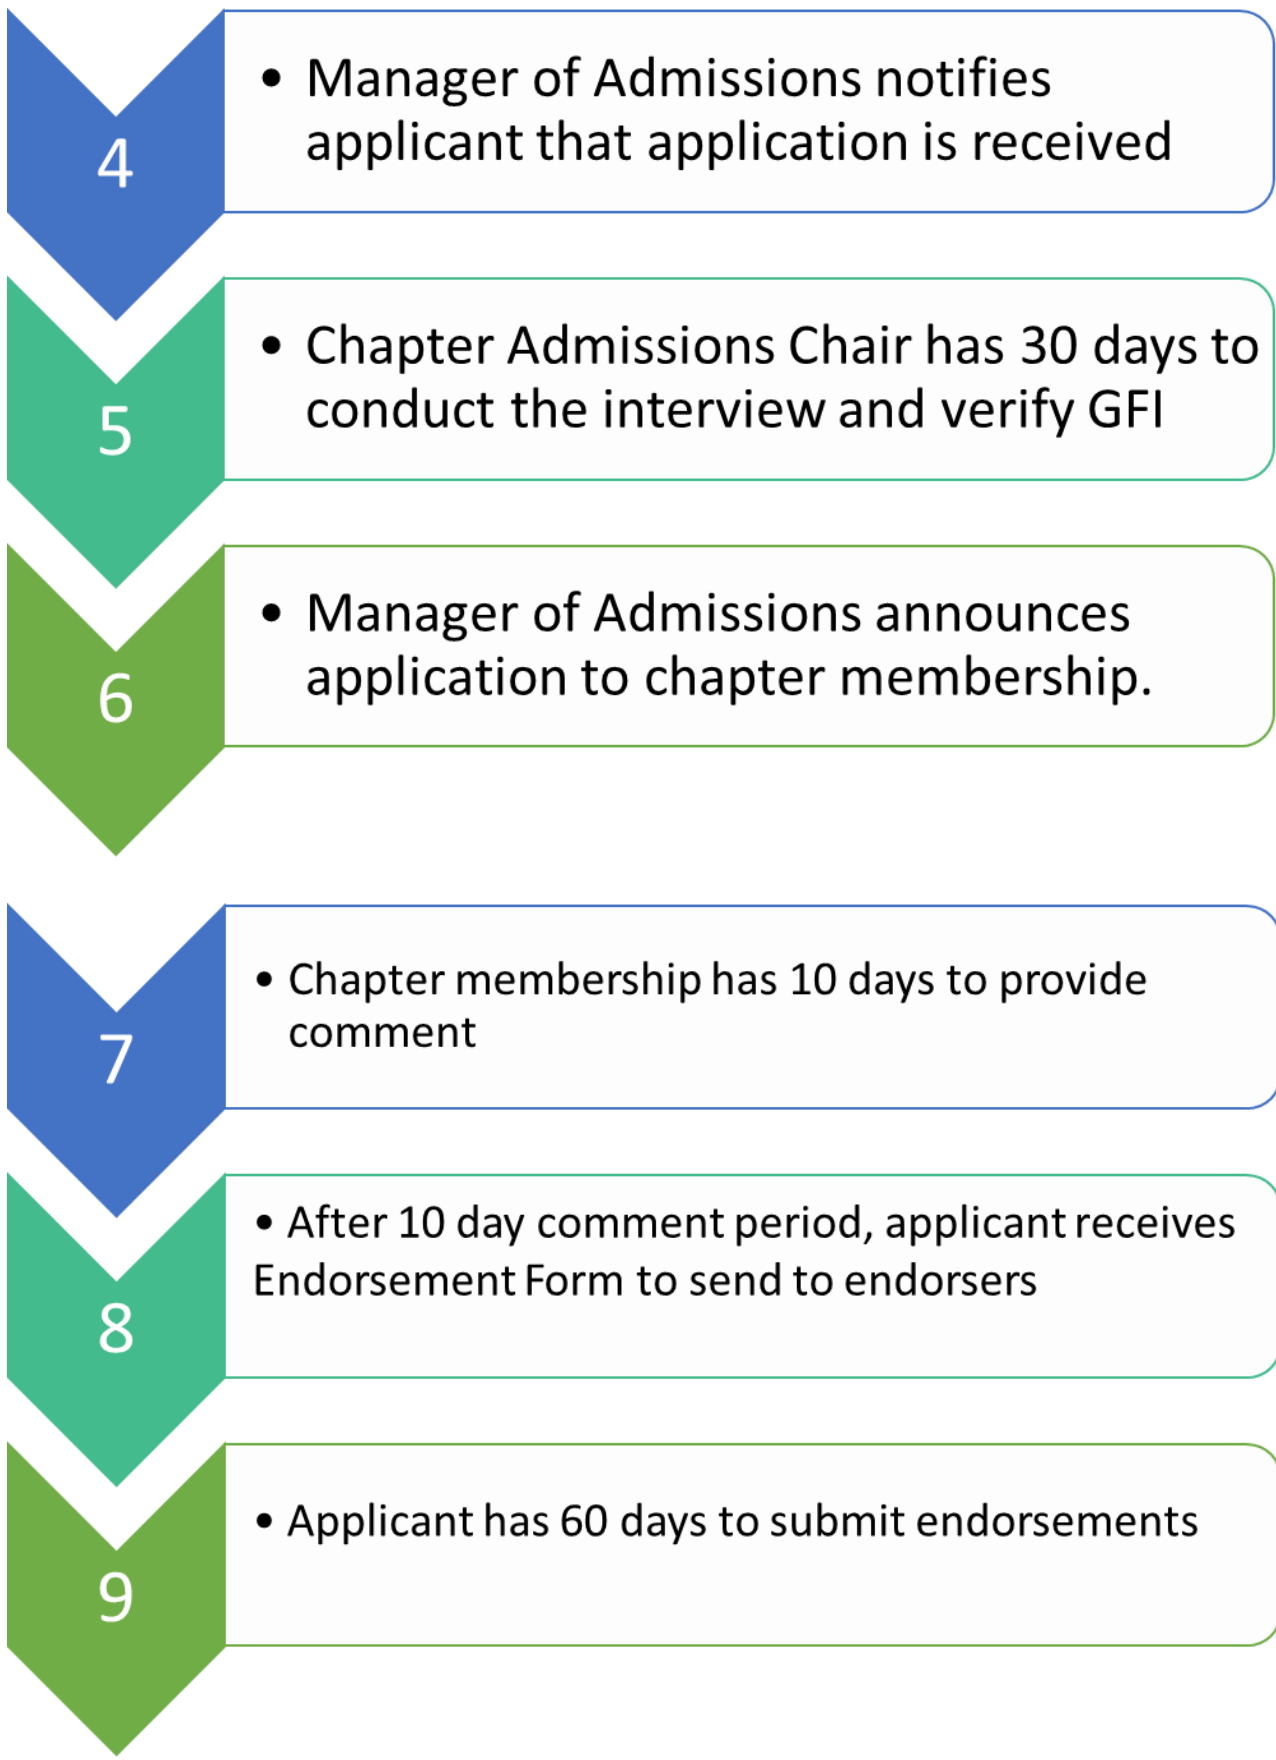 4
• Manager of Admissions notifies
applicant that application is received
5
• Chapter Admissions Chair has 30 days to
conduct the interview and verify GFI
6
• Manager of Admissions announces
application to chapter membership.
7
• Chapter membership has 10 days to provide
comment
8
• After 10 day comment period, applicant receives
Endorsement Form to send to endorsers
9
• Applicant has 60 days to submit endorsements